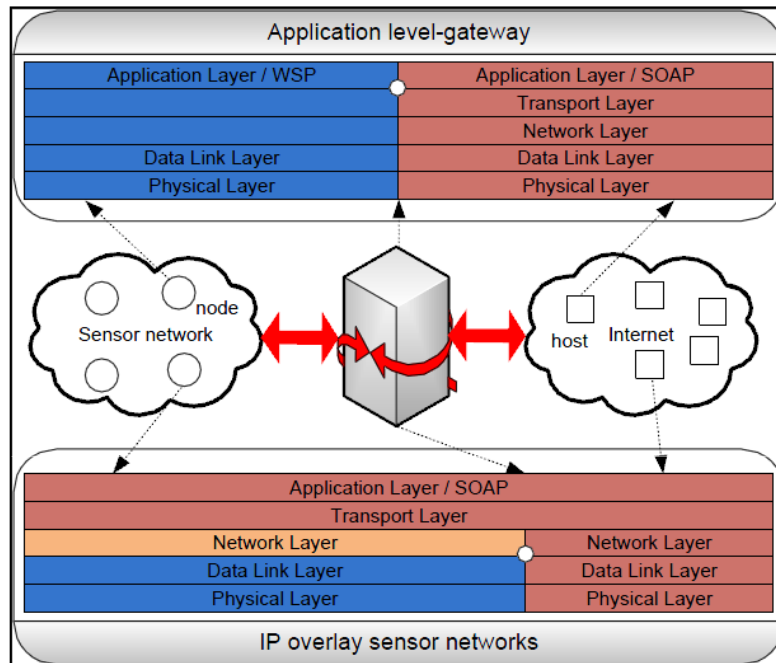 Application level-gateway
Application Layer / WSP Application Layer / SOAP
Transport Layer
Network Layer
Data Link Layer Data Link Layer
Physical Layer Physical Layer
node
Sensor network
host Internet
Application Layer / SOAP
Transport Layer
Network Layer Network Layer
Data Link Layer Data Link Layer
Physical Layer Physical Layer
IP overlay sensor networks